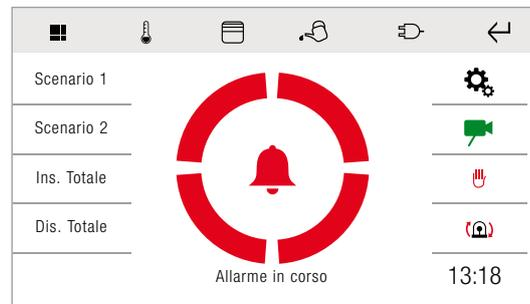 Scenario 1
Scenario 2
Ins. Totale
Dis. Totale
Allarme in corso
13:18